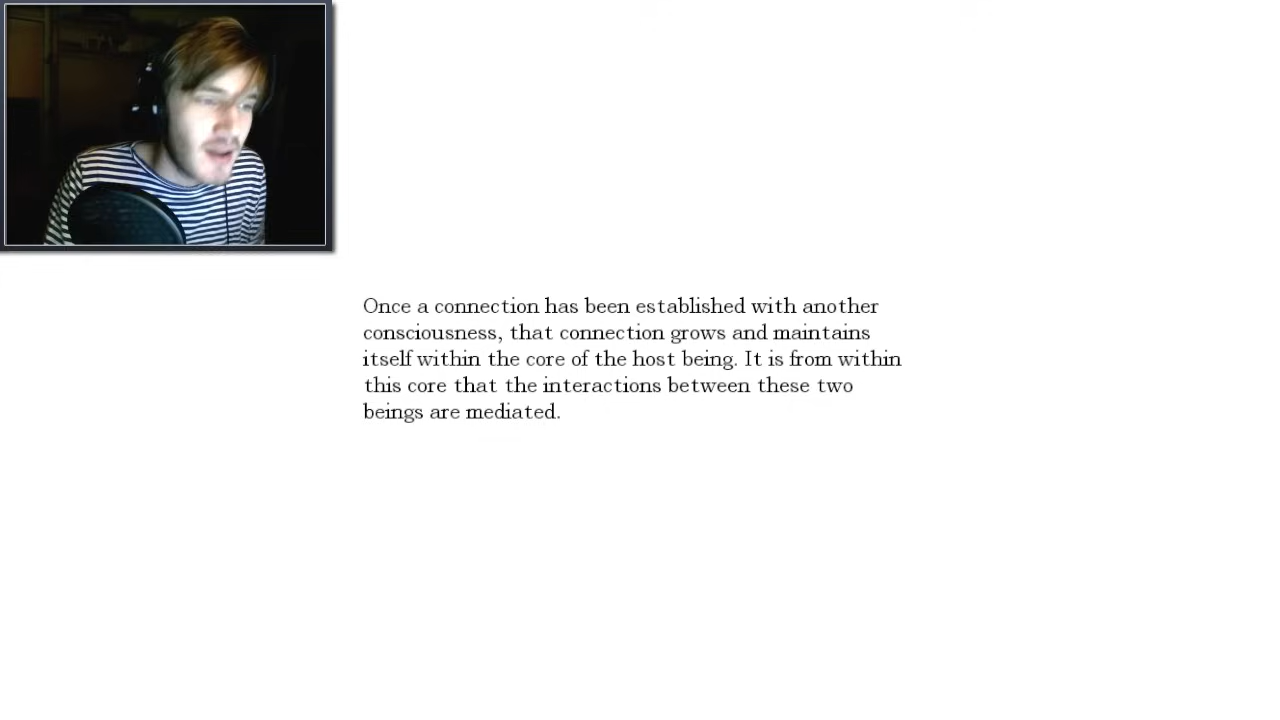 Once a connection has been established with another
consciousness, that connection grows and maintains
itself within the core of the host being. It is from within
this core that the interactions between these two
beings are mediated.